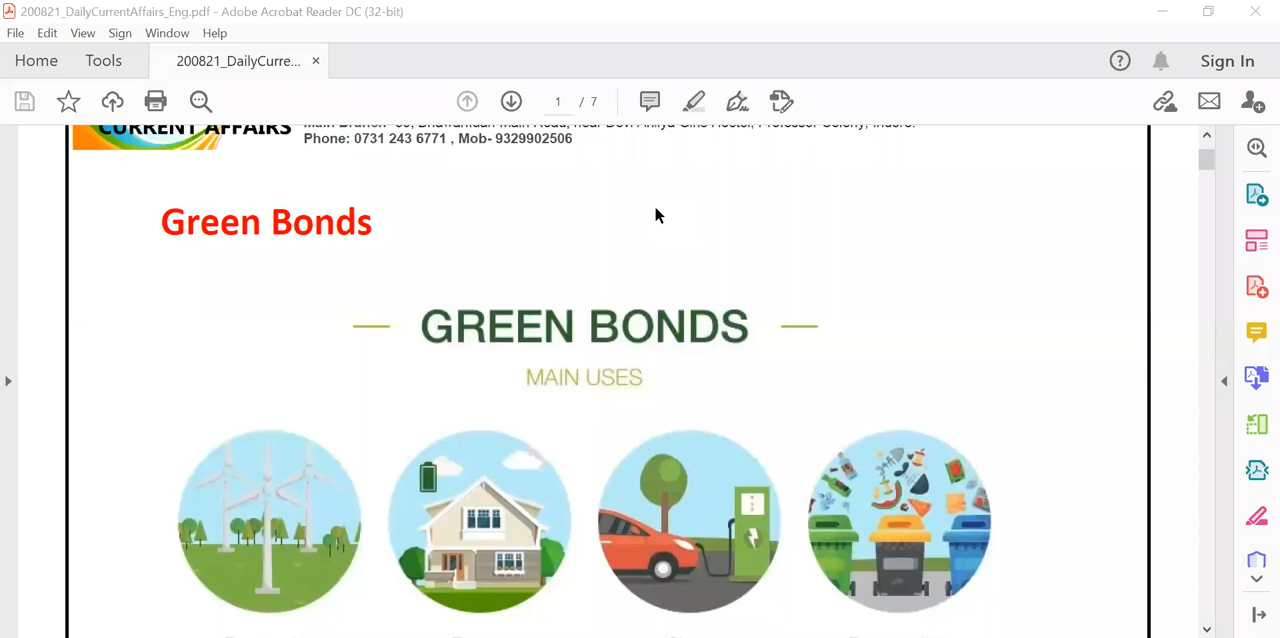 200821_DailyCurrentAffairs_Eng.pdf - Adobe Acrobat Reader DC (32-bit)
File Edit View Sign Window Help
Home Tools 200821_DailyCurre... × Sign In
1 / 7
CURRENT AFFAIRS
Phone: 0731 243 6771 , Mob- 9329902506
Green Bonds
GREEN BONDS
MAIN USES